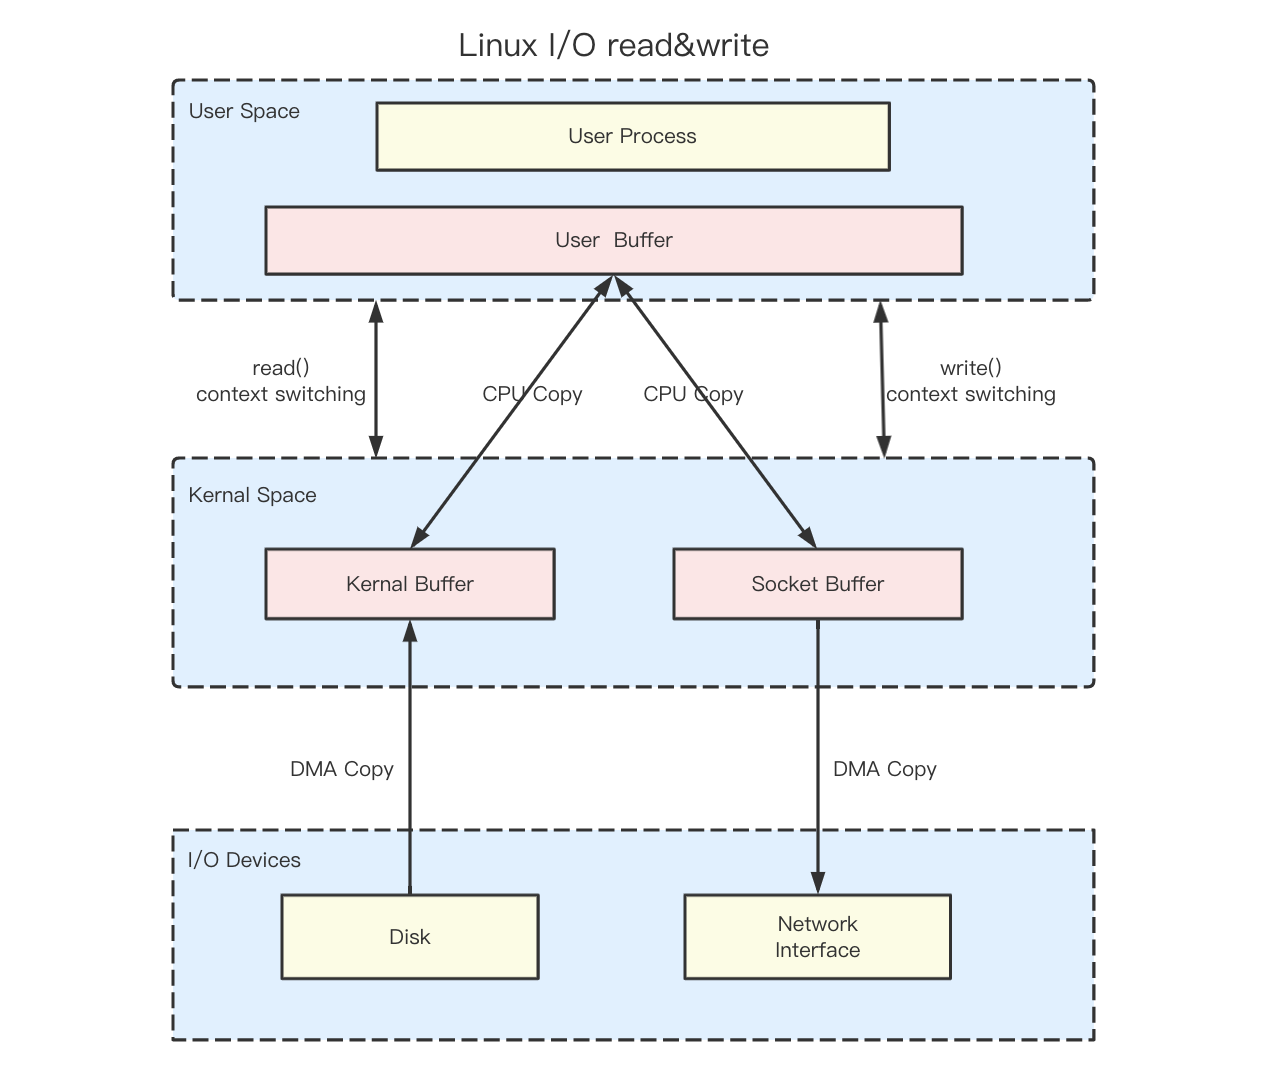 Linux I/O read&write
User Space
User Process
User  Buffer
read()
context switching
CPU Copy
CPU Copy
write()
context switching
Kernal Space
Kernal Buffer
Socket Buffer
DMA Copy
DMA Copy
I/O Devices
Disk
Network
Interface